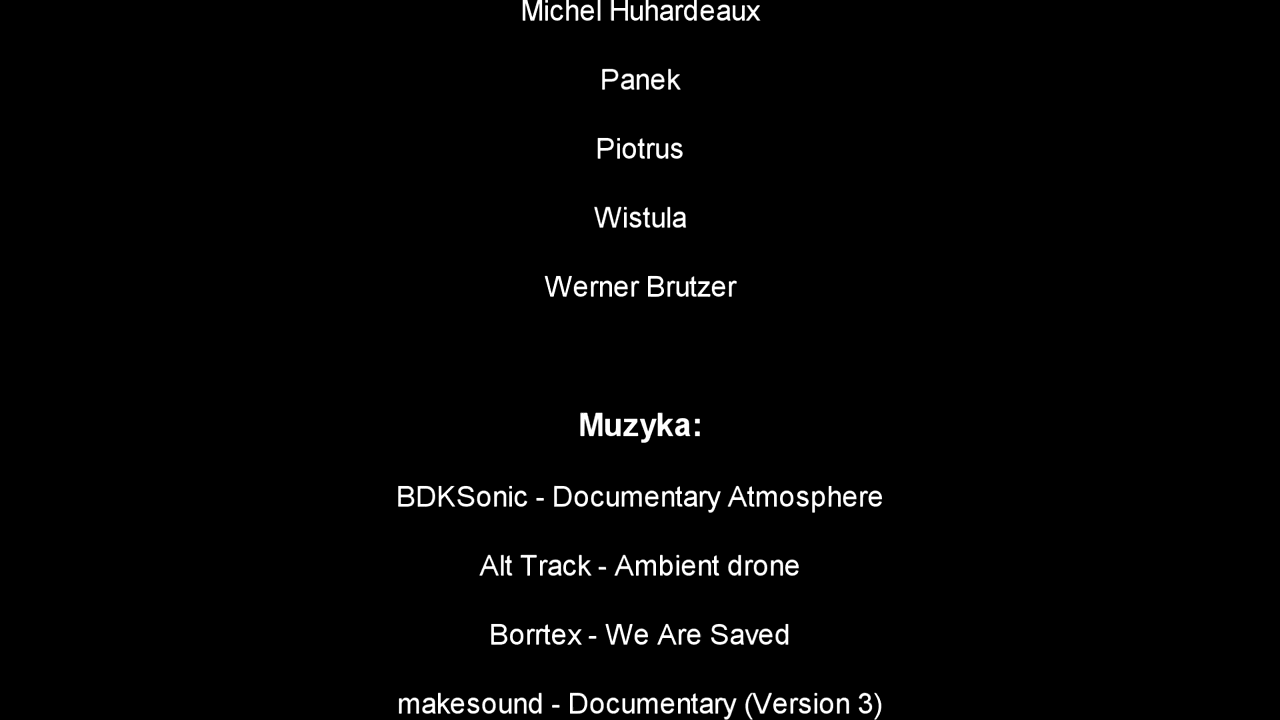 Michel Huhardeaux
Panek
Piotrus
Wistula
Werner Brutzer
Muzyka:
BDKSonic - Documentary Atmosphere
Alt Track - Ambient drone
Borrtex - We Are Saved
makesound - Documentary (Version 3)